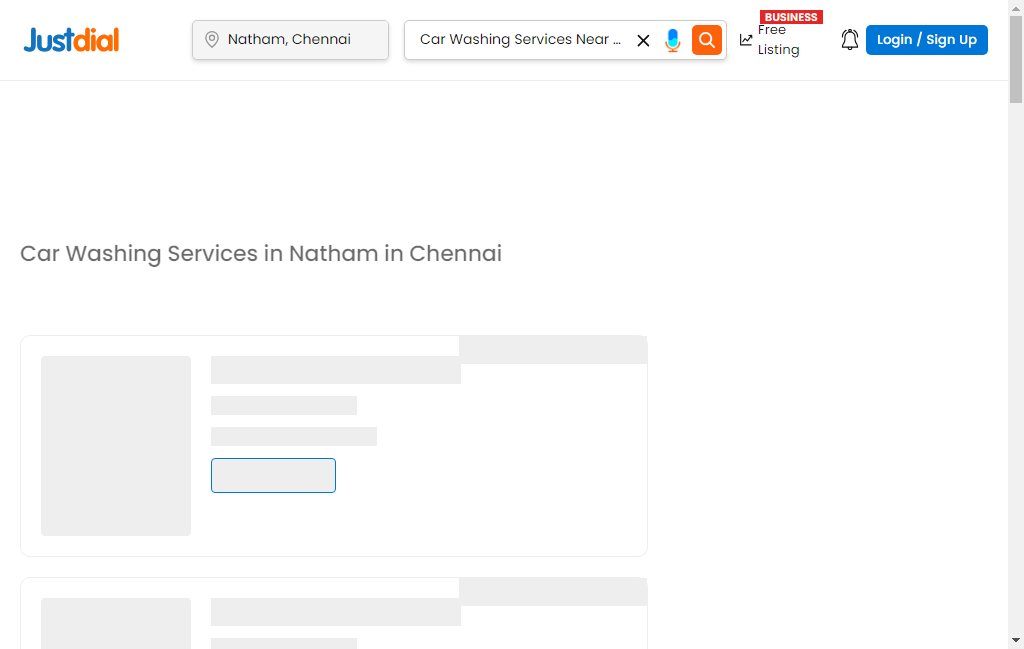 Justdial
Natham, Chennai
Car Washing Services Near ...
BUSINESS
Free
Listing
Login / Sign Up
Car Washing Services in Natham in Chennai